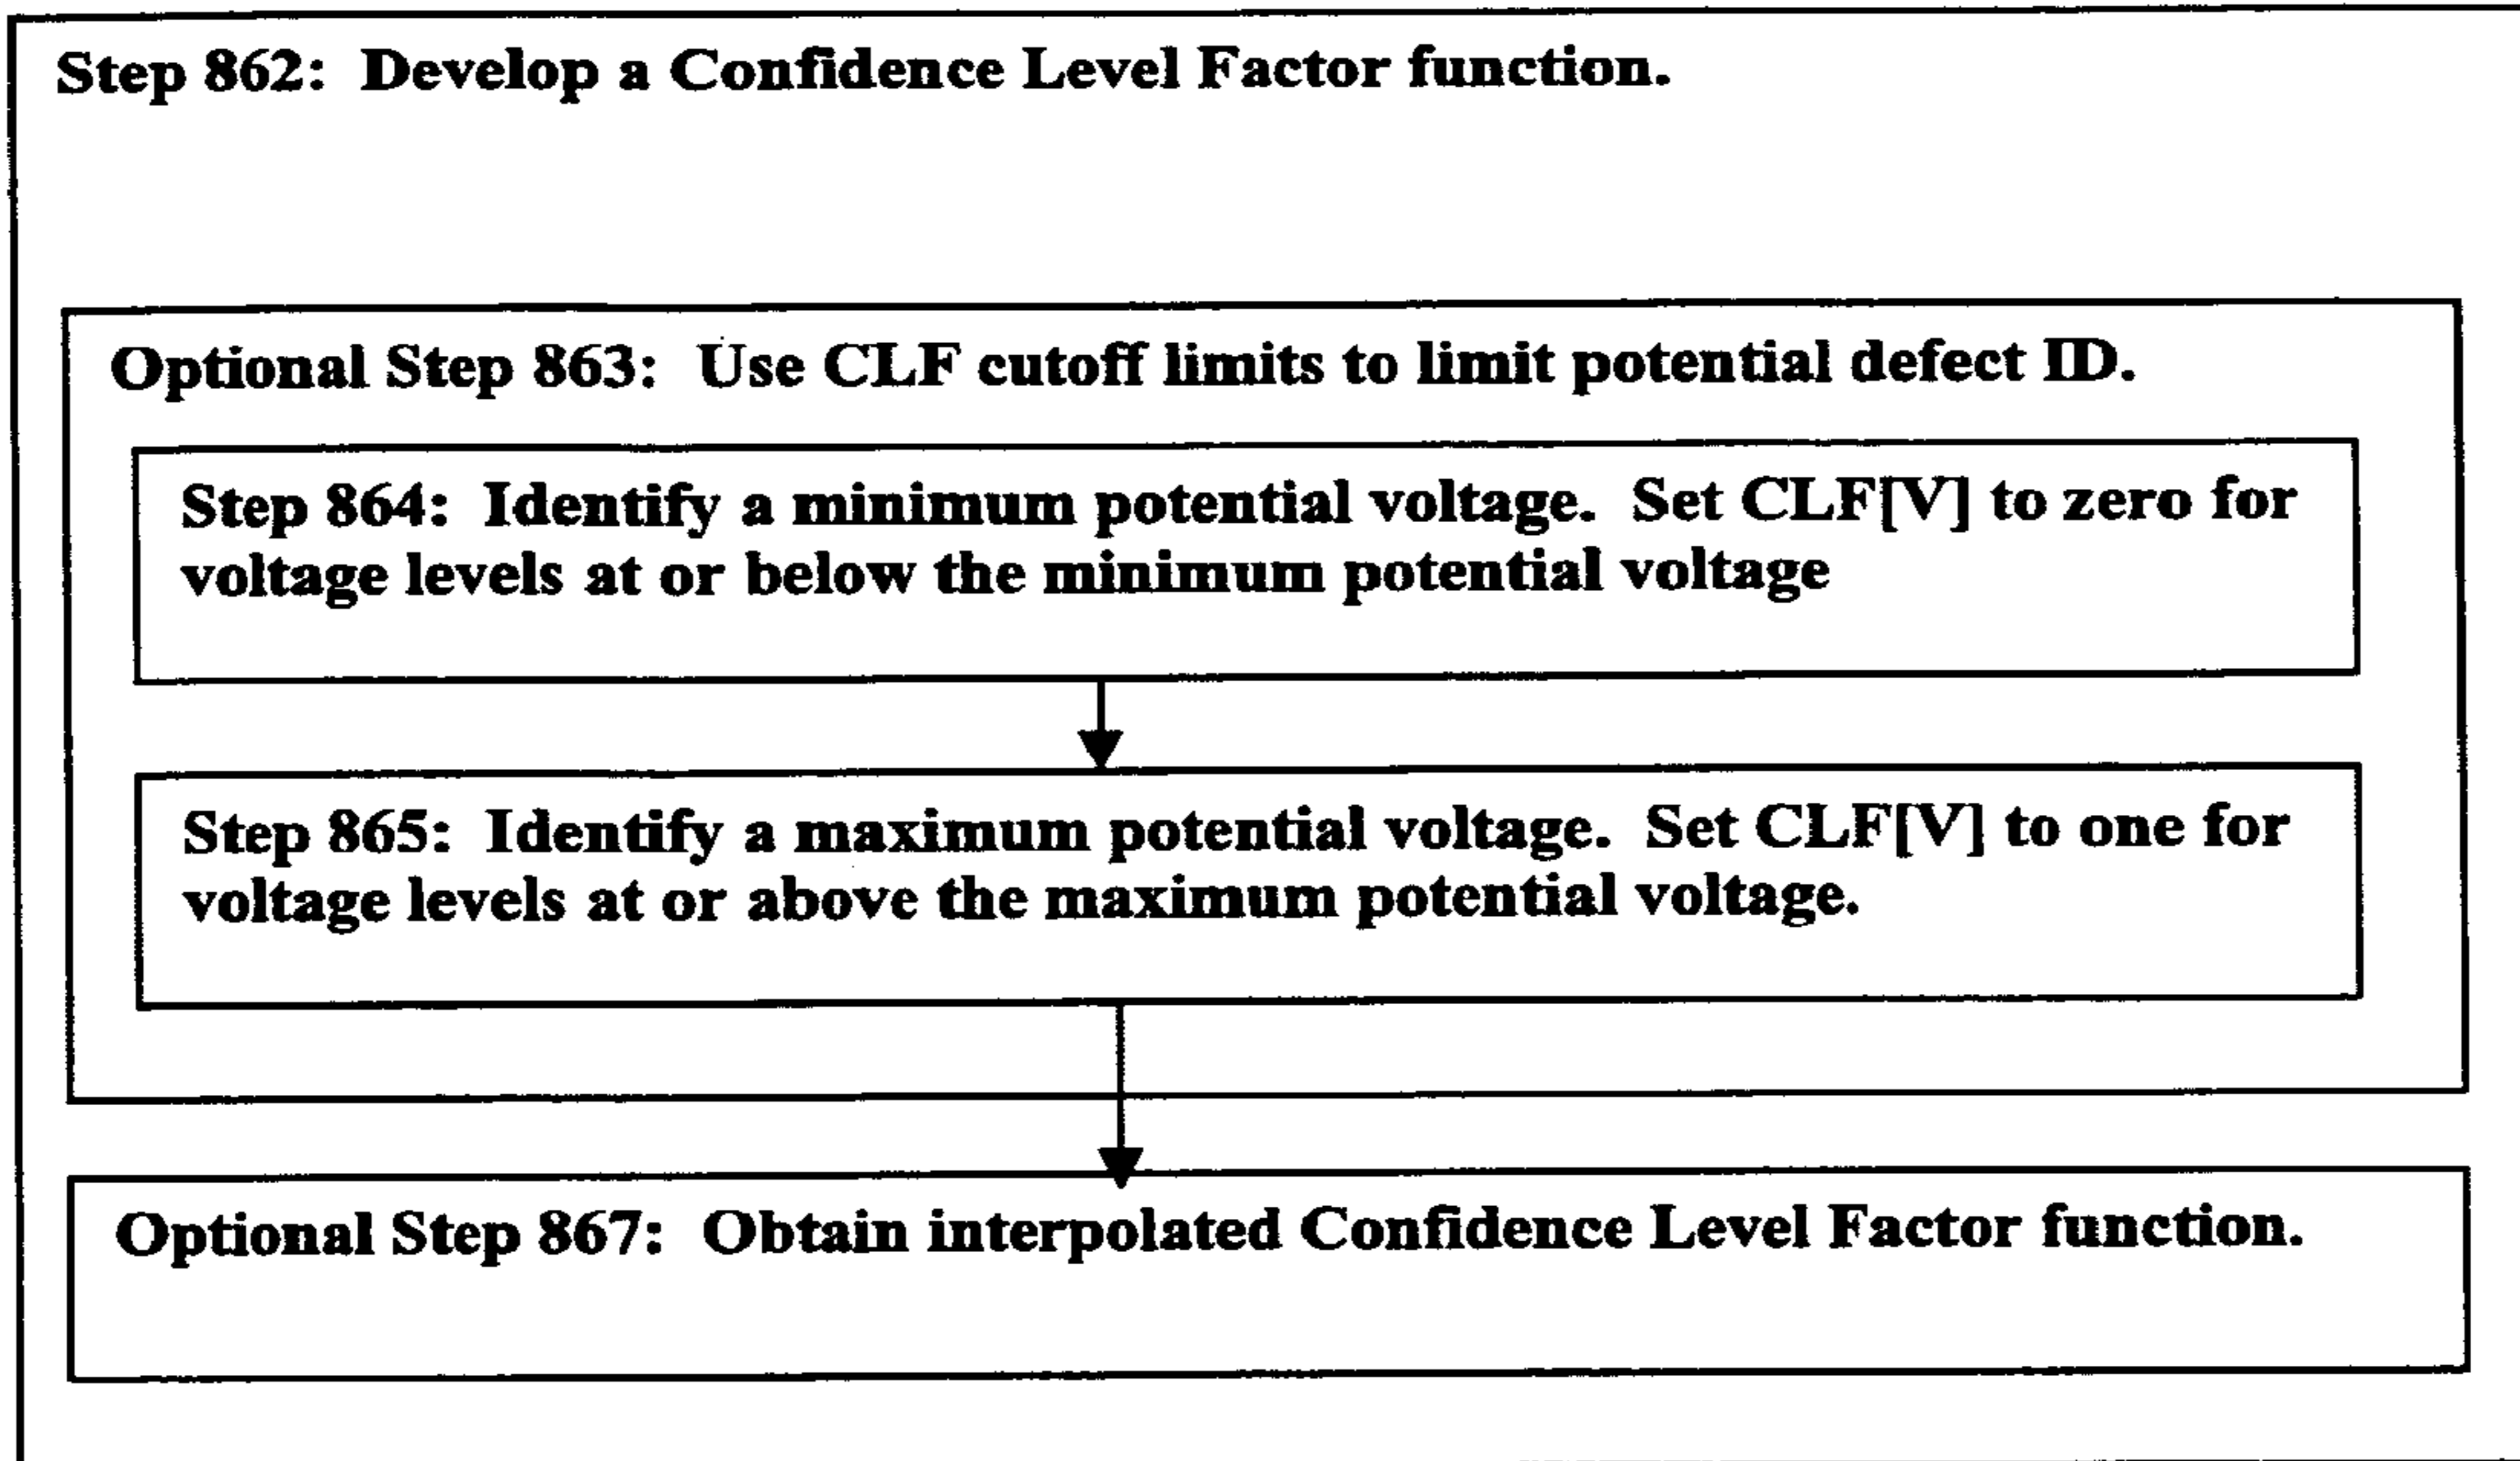 Step 862: Develop a Confidence Level Factor function.
Optional Step 863: Use CLF cutoff limits to limit potential defect ID.
Step 864: Identify a minimum potential voltage. Set CLF[V] to zero for
voltage levels at or below the minimum potential voltage
Step 865: Identify a maximum potential voltage. Set CLF[V] to one for
voltage levels at or above the maximum potential voltage.
Optional Step 867: Obtain interpolated Confidence Level Factor function.